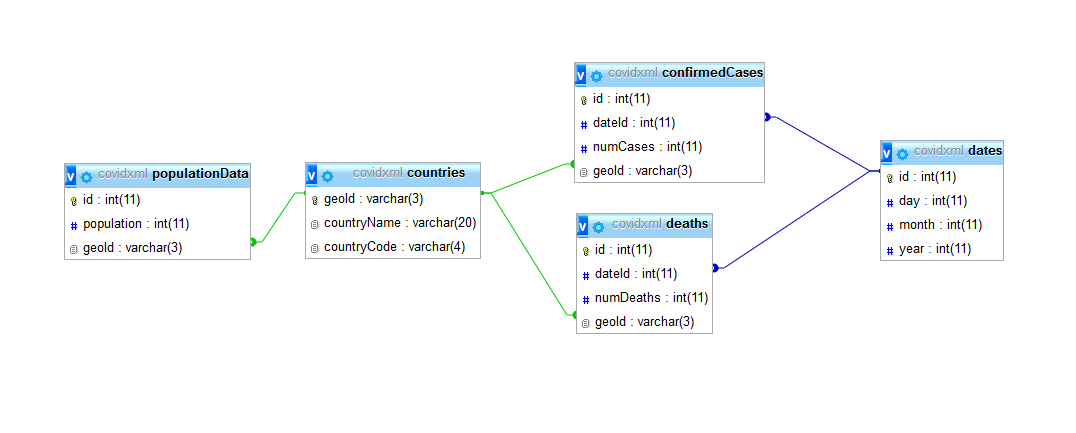 v covidxml populationData
id : int(11)
# population : int(11)
geoId : varchar(3)
v covidxml countries
geoId : varchar(3)
countryName : varchar(20)
countryCode : varchar(4)
v covidxml confirmedCases
id : int(11)
# dateId : int(11)
# numCases : int(11)
geoId : varchar(3)
v covidxml deaths
id : int(11)
# dateId : int(11)
# numDeaths : int(11)
geoId : varchar(3)
v covidxml dates
id : int(11)
# day : int(11)
# month : int(11)
# year : int(11)